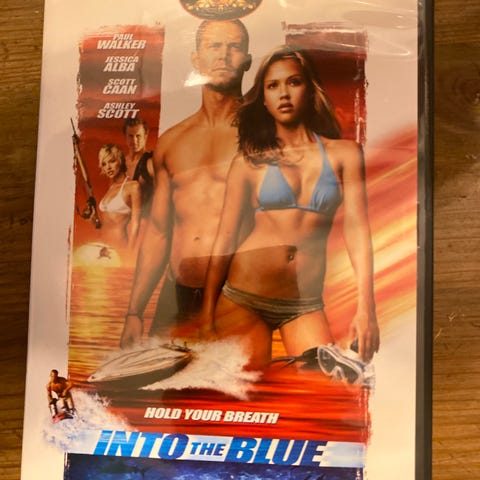 PAUL
WALKER
JESSICA
ALBA
SCOTT
CAAN
ASHLEY
SCOTT
HOLD YOUR BREATH
INTO THE BLUE